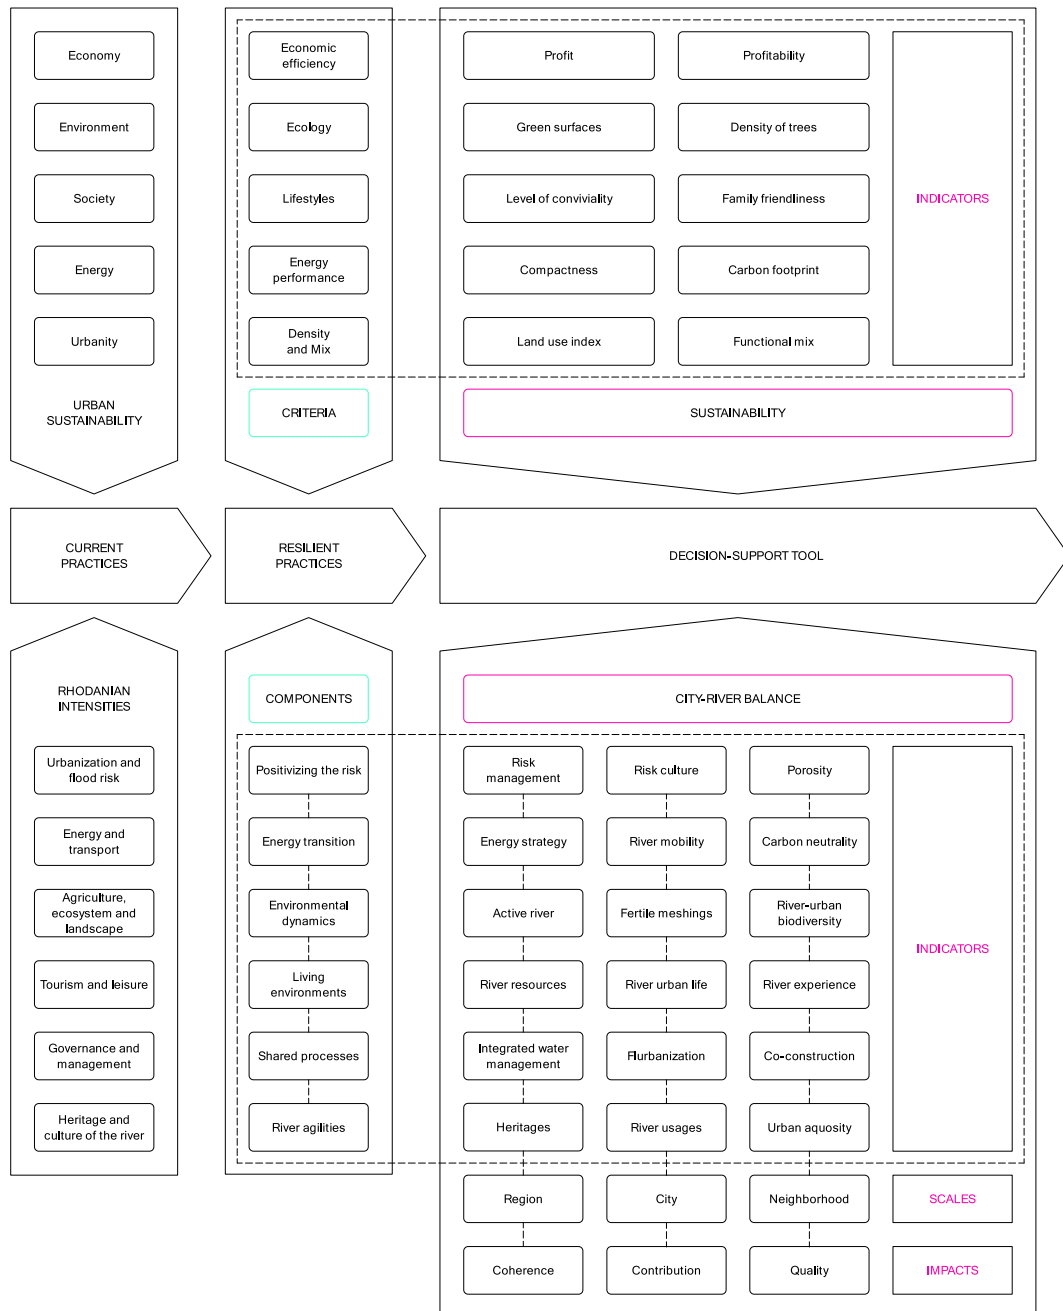 Economy
Environment
Society
Energy
Urbanity
URBAN
SUSTAINABILITY
Economic
efficiency
Ecology
Lifestyles
Energy
performance
Density
and Mix
CRITERIA
Profit
Profitability
Green surfaces
Density of trees
Level of conviviality
Family friendliness
Compactness
Carbon footprint
Land use index
Functional mix
INDICATORS
SUSTAINABILITY
CURRENT
PRACTICES
RESILIENT
PRACTICES
DECISION-SUPPORT TOOL
RHODANIAN
INTENSITIES
Urbanization and
flood risk
Energy and
transport
Agriculture,
ecosystem and
landscape
Tourism and leisure
Governance and
management
Heritage and
culture of the river
COMPONENTS
Positivizing the risk
Energy transition
Environmental
dynamics
Living
environments
Shared processes
River agilities
CITY-RIVER BALANCE
Risk
management
Risk culture
Porosity
Energy strategy
River mobility
Carbon neutrality
Active river
Fertile meshings
River-urban
biodiversity
River resources
River urban life
River experience
Integrated water
management
Flurbanization
Co-construction
Heritages
River usages
Urban aquosity
INDICATORS
Region
City
Neighborhood
SCALES
Coherence
Contribution
Quality
IMPACTS